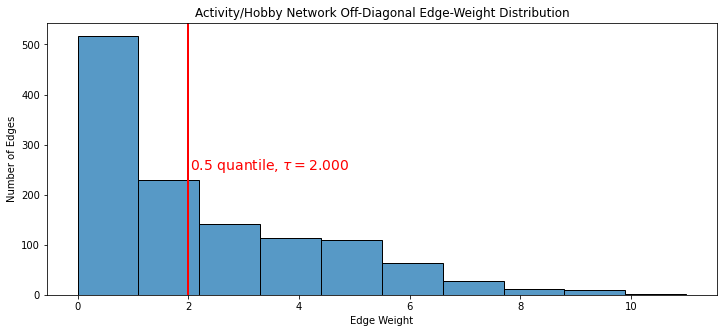 Activity/Hobby Network Off-Diagonal Edge-Weight Distribution
Number of Edges
500
400
300
200
100
0
0.5 quantile, τ = 2.000
0 2 4 6 8 10
Edge Weight